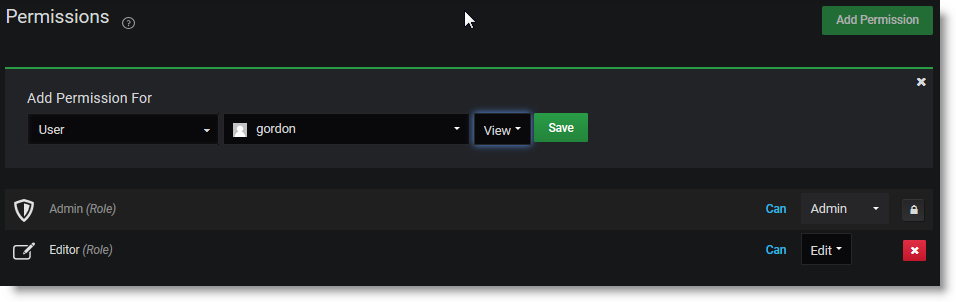 Permissions ?
Add Permission
Add Permission For
User gordon View Save
Admin (Role) Can Admin
Editor (Role) Can Edit